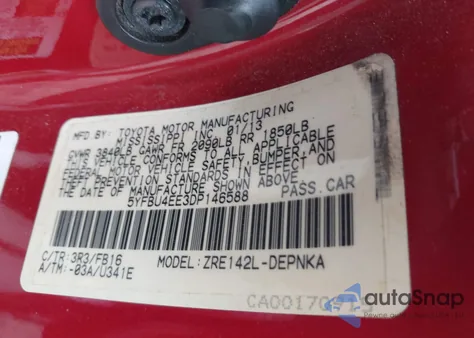 MFD. BY: TOYOTA MOTOR MANUFACTURING
MISSISSIPPI, INC. 01/13
GVWR 3840LB GAWR FR 2090LB RR 1850LB
THIS VEHICLE CONFORMS TO ALL APPLICABLE
FEDERAL MOTOR VEHICLE SAFETY, BUMPER, AND
THEFT PREVENTION STANDARDS IN EFFECT ON
THE DATE OF MANUFACTURE SHOWN ABOVE.
5YFBU4EE3DP146588 PASS. CAR
C/TR: 3R3/FB16 MODEL: ZRE142L-DEPNKA
A/TM: -03A/U341E
autoSnap